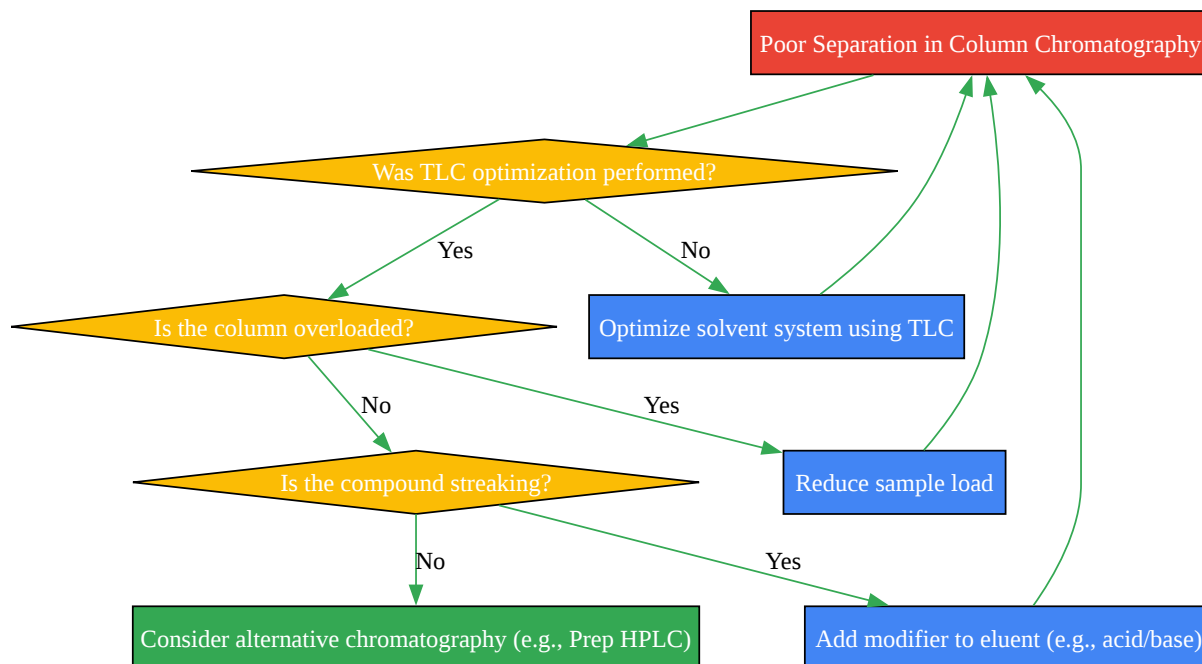 Poor Separation in Column Chromatography
Was TLC optimization performed?
Yes
No
Is the column overloaded?
Optimize solvent system using TLC
No
Yes
Is the compound streaking?
Reduce sample load
No
Yes
Consider alternative chromatography (e.g., Prep HPLC)
Add modifier to eluent (e.g., acid/base)